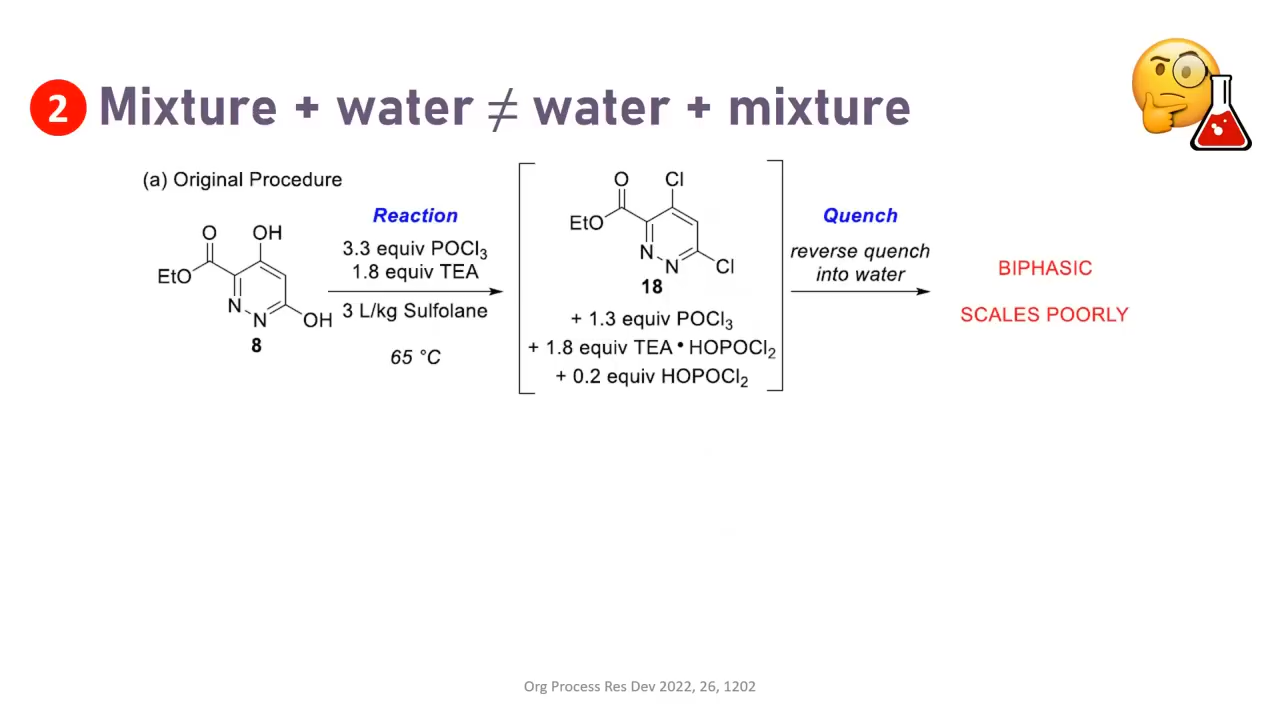 2 Mixture + water ≠ water + mixture
(a) Original Procedure
O
OH
EtO
N
N
OH
8
Reaction
3.3 equiv POCl3
1.8 equiv TEA
3 L/kg Sulfolane
65 °C
O
Cl
EtO
N
N
Cl
18
+ 1.3 equiv POCl3
+ 1.8 equiv TEA • HOPOCl2
+ 0.2 equiv HOPOCl2
Quench
reverse quench
into water
BIPHASIC
SCALES POORLY
Org Process Res Dev 2022, 26, 1202